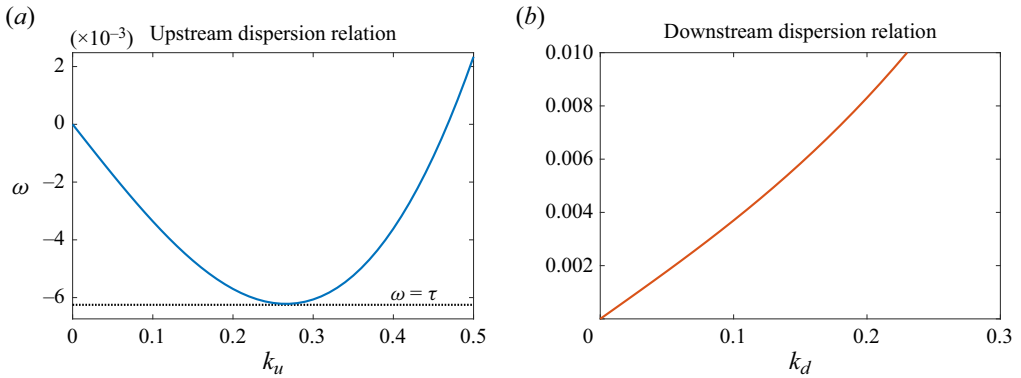 (a)
(×10⁻³)
Upstream dispersion relation
2
0
−2
−4
−6
ω
ω = τ
0
0.1
0.2
0.3
0.4
0.5
k_u
(b)
Downstream dispersion relation
0.010
0.008
0.006
0.004
0.002
0
0.1
0.2
0.3
k_d